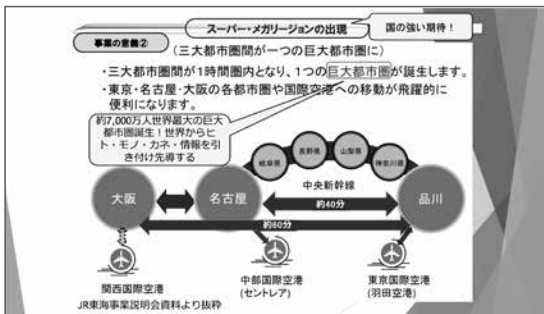 スーパー・メガリージョンの出現
国の強い期待！
事業の意義②
(三大都市圏間が一つの巨大都市圏に)
・三大都市圏間が1時間圏内となり、1つの巨大都市圏が誕生します。
・東京・名古屋・大阪の各都市圏や国際空港への移動が飛躍的に
便利になります。
約7,000万人世界最大の巨大
都市圏誕生！世界からヒ
ト・モノ・カネ・情報を引
き付け先導する
岐阜県
長野県
山梨県
神奈川県
中央新幹線
大阪
名古屋
品川
約40分
約60分
関西国際空港
中部国際空港
(セントレア)
東京国際空港
(羽田空港)
JR東海事業説明会資料より抜粋